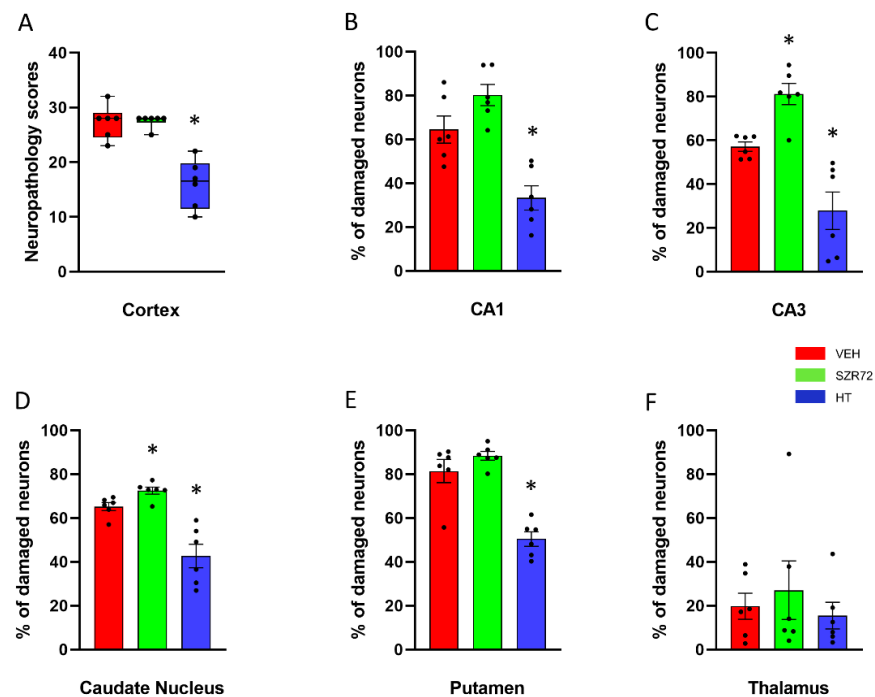 A
Neuropathology scores
40
30
20
10
0
*
Cortex
B
% of damaged neurons
100
80
60
40
20
0
*
CA1
C
% of damaged neurons
100
80
60
40
20
0
*
*
CA3
VEH
SZR72
HT
D
% of damaged neurons
100
80
60
40
20
0
*
*
Caudate Nucleus
E
% of damaged neurons
100
80
60
40
20
0
*
Putamen
F
% of damaged neurons
100
80
60
40
20
0
Thalamus